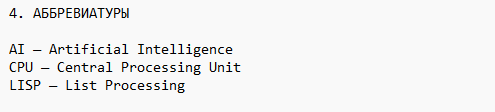 4. АББРЕВИАТУРЫ
AI — Artificial Intelligence
CPU — Central Processing Unit
LISP — List Processing